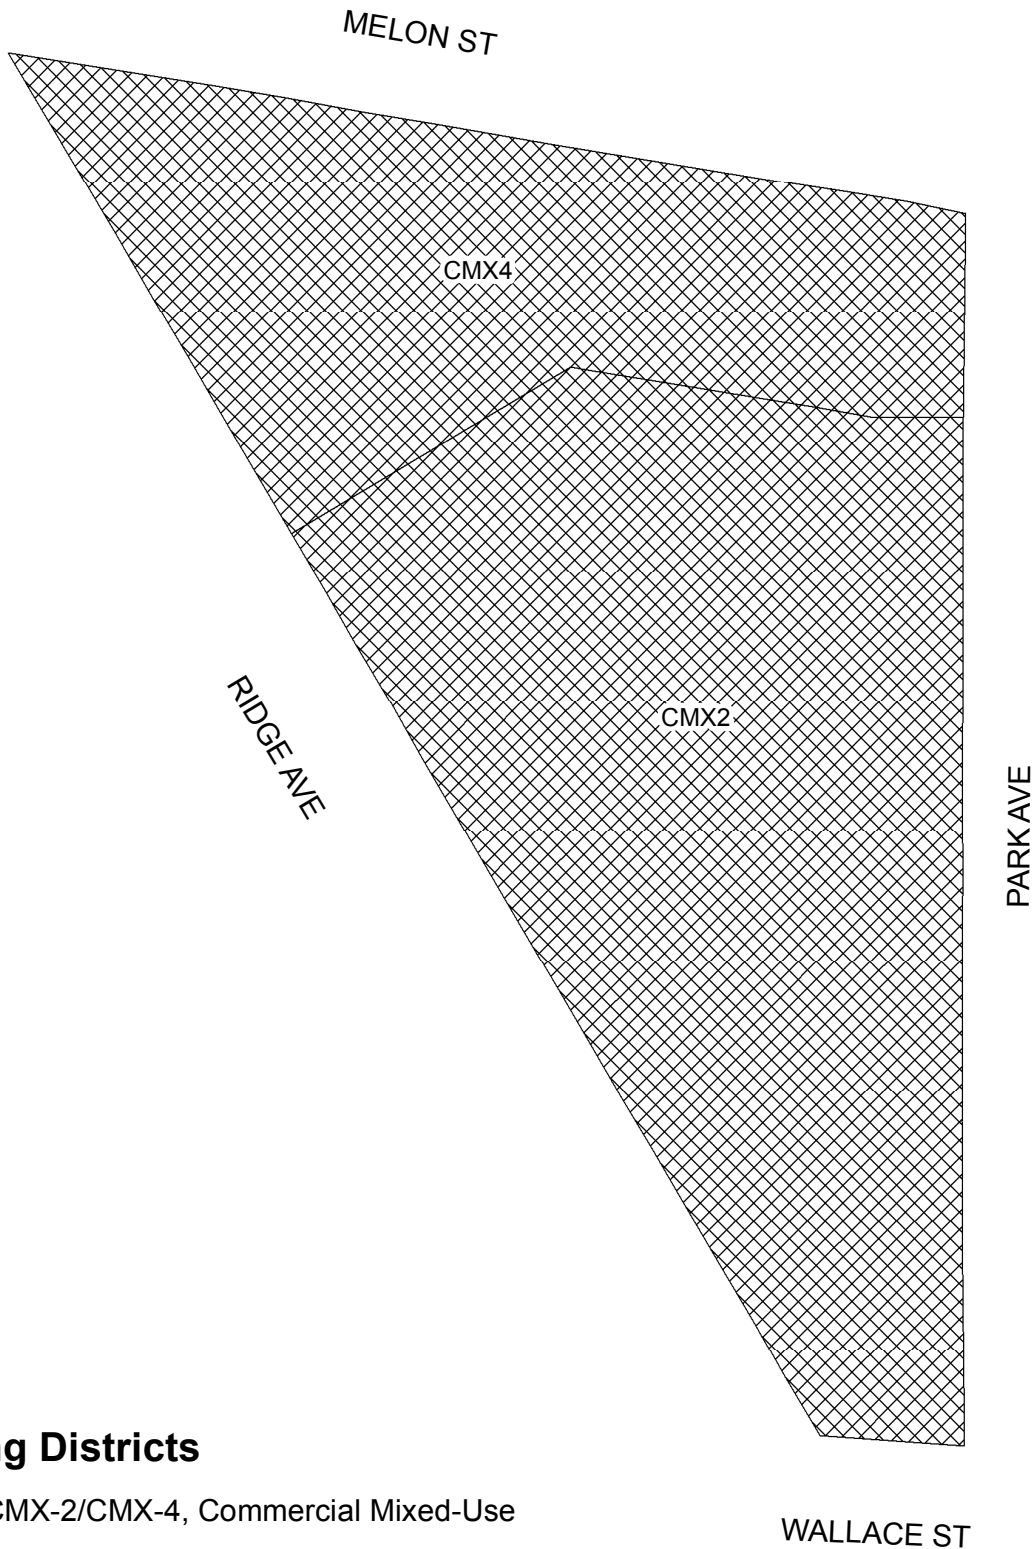 MELON ST
CMX4
RIDGE AVE
CMX2
PARK AVE
g Districts
CMX-2/CMX-4, Commercial Mixed-Use
WALLACE ST